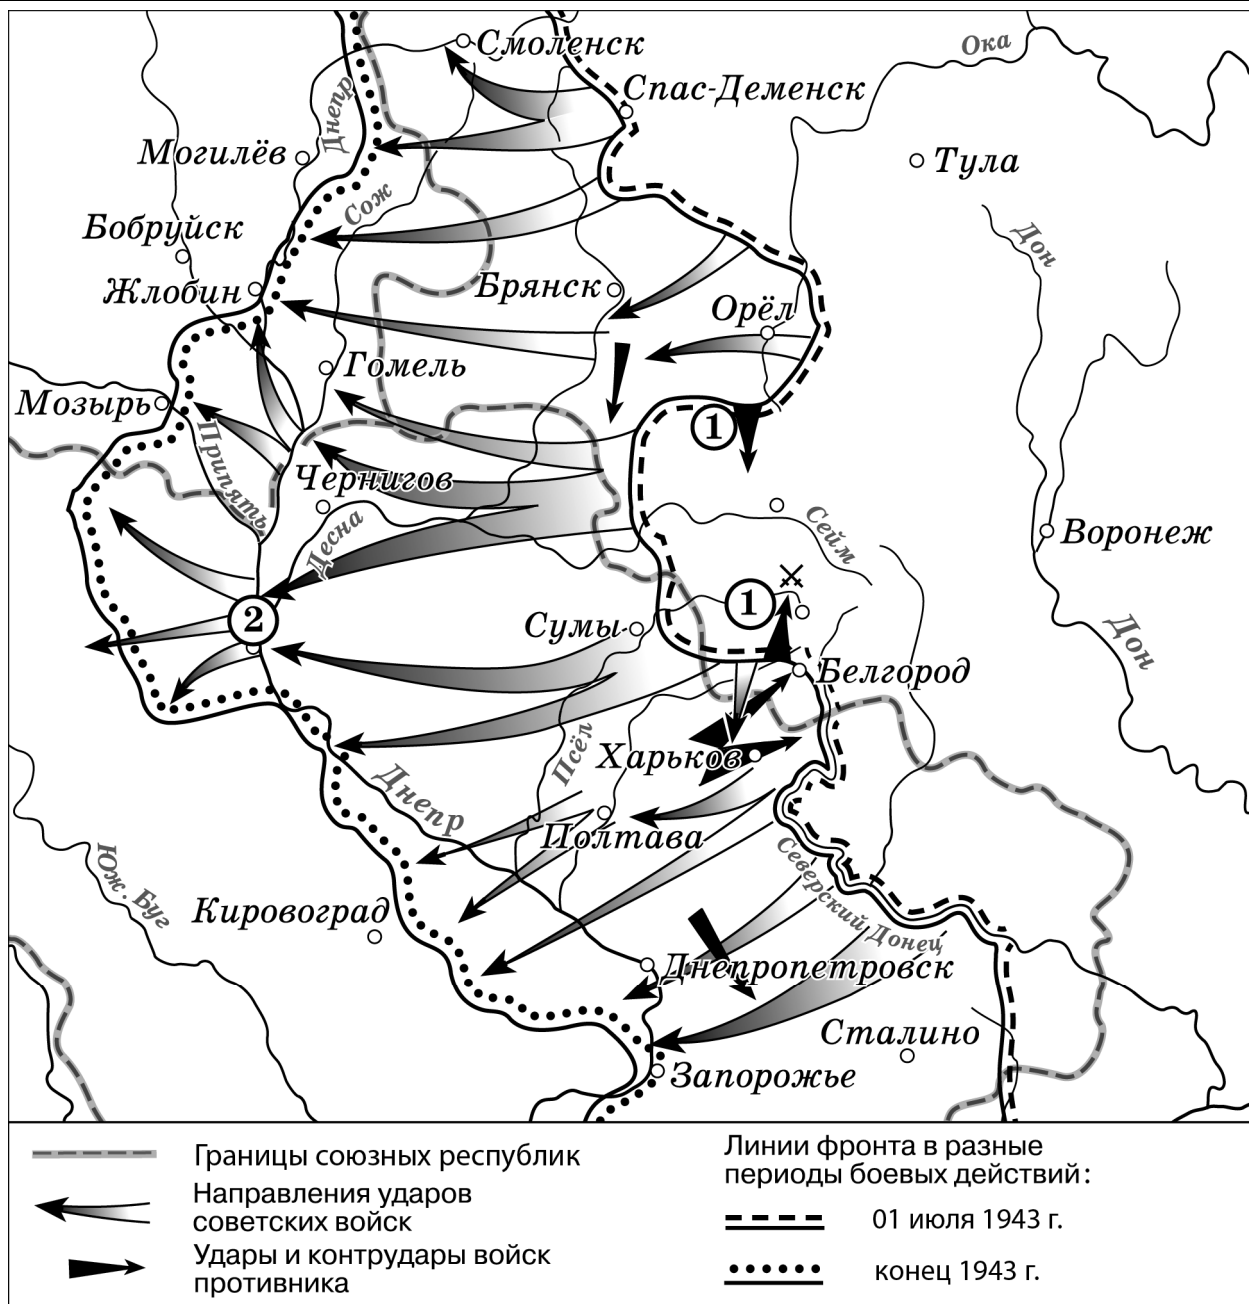 Смоленск
Ока
Спас-Деменск
Днепр
Могилёв
Тула
Сож
Бобруйск
Дон
Жлобин
Брянск
Орёл
Гомель
Мозырь
1
Припять
Чернигов
Десна
Сейм
Воронеж
1
2
Сумы
Дон
Белгород
Псёл
Харьков
Днепр
Полтава
Северский Донец
Юж. Буг
Кировоград
Днепропетровск
Сталино
Запорожье
Границы союзных республик
Направления ударов
советских войск
Удары и контрудары войск
противника
Линии фронта в разные
периоды боевых действий:
01 июля 1943 г.
конец 1943 г.